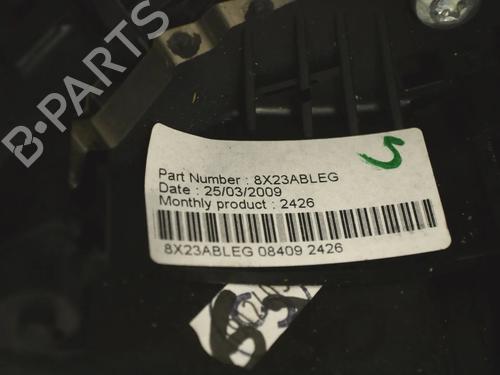 B-PARTS
Part Number : 8X23ABLEG
Date : 25/03/2009
Monthly product : 2426
8X23ABLEG 08409 2426